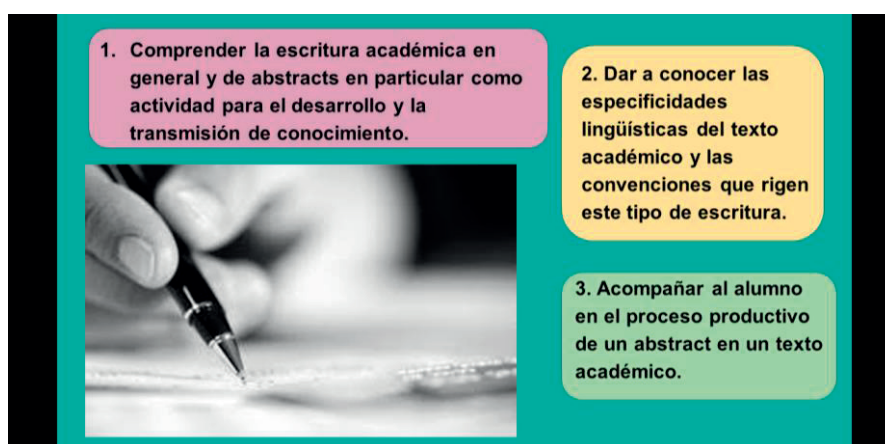 1. Comprender la escritura académica en
general y de abstracts en particular como
actividad para el desarrollo y la
transmisión de conocimiento.
2. Dar a conocer las
especificidades
lingüísticas del texto
académico y las
convenciones que rigen
este tipo de escritura.
3. Acompañar al alumno
en el proceso productivo
de un abstract en un texto
académico.